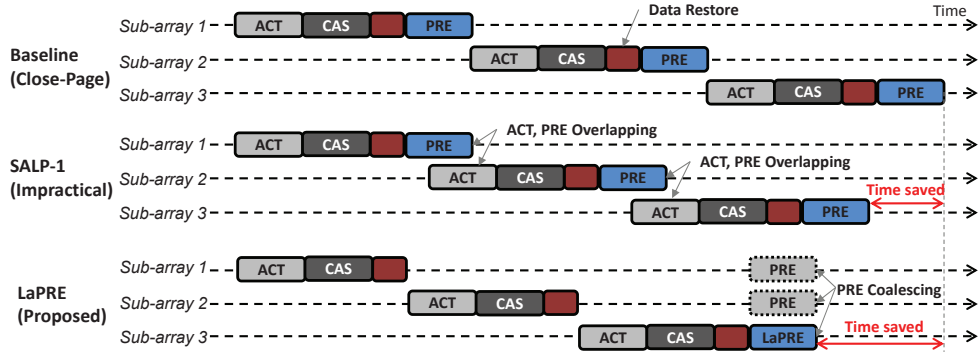 Data Restore
Time
Baseline
(Close-Page)
Sub-array 1
ACT CAS PRE
Sub-array 2
ACT CAS PRE
Sub-array 3
ACT CAS PRE
SALP-1
(Impractical)
Sub-array 1
ACT CAS PRE
ACT, PRE Overlapping
Sub-array 2
ACT CAS PRE
ACT, PRE Overlapping
Sub-array 3
ACT CAS PRE
Time saved
LaPRE
(Proposed)
Sub-array 1
ACT CAS PRE
Sub-array 2
ACT CAS PRE
PRE Coalescing
Sub-array 3
ACT CAS LaPRE
Time saved